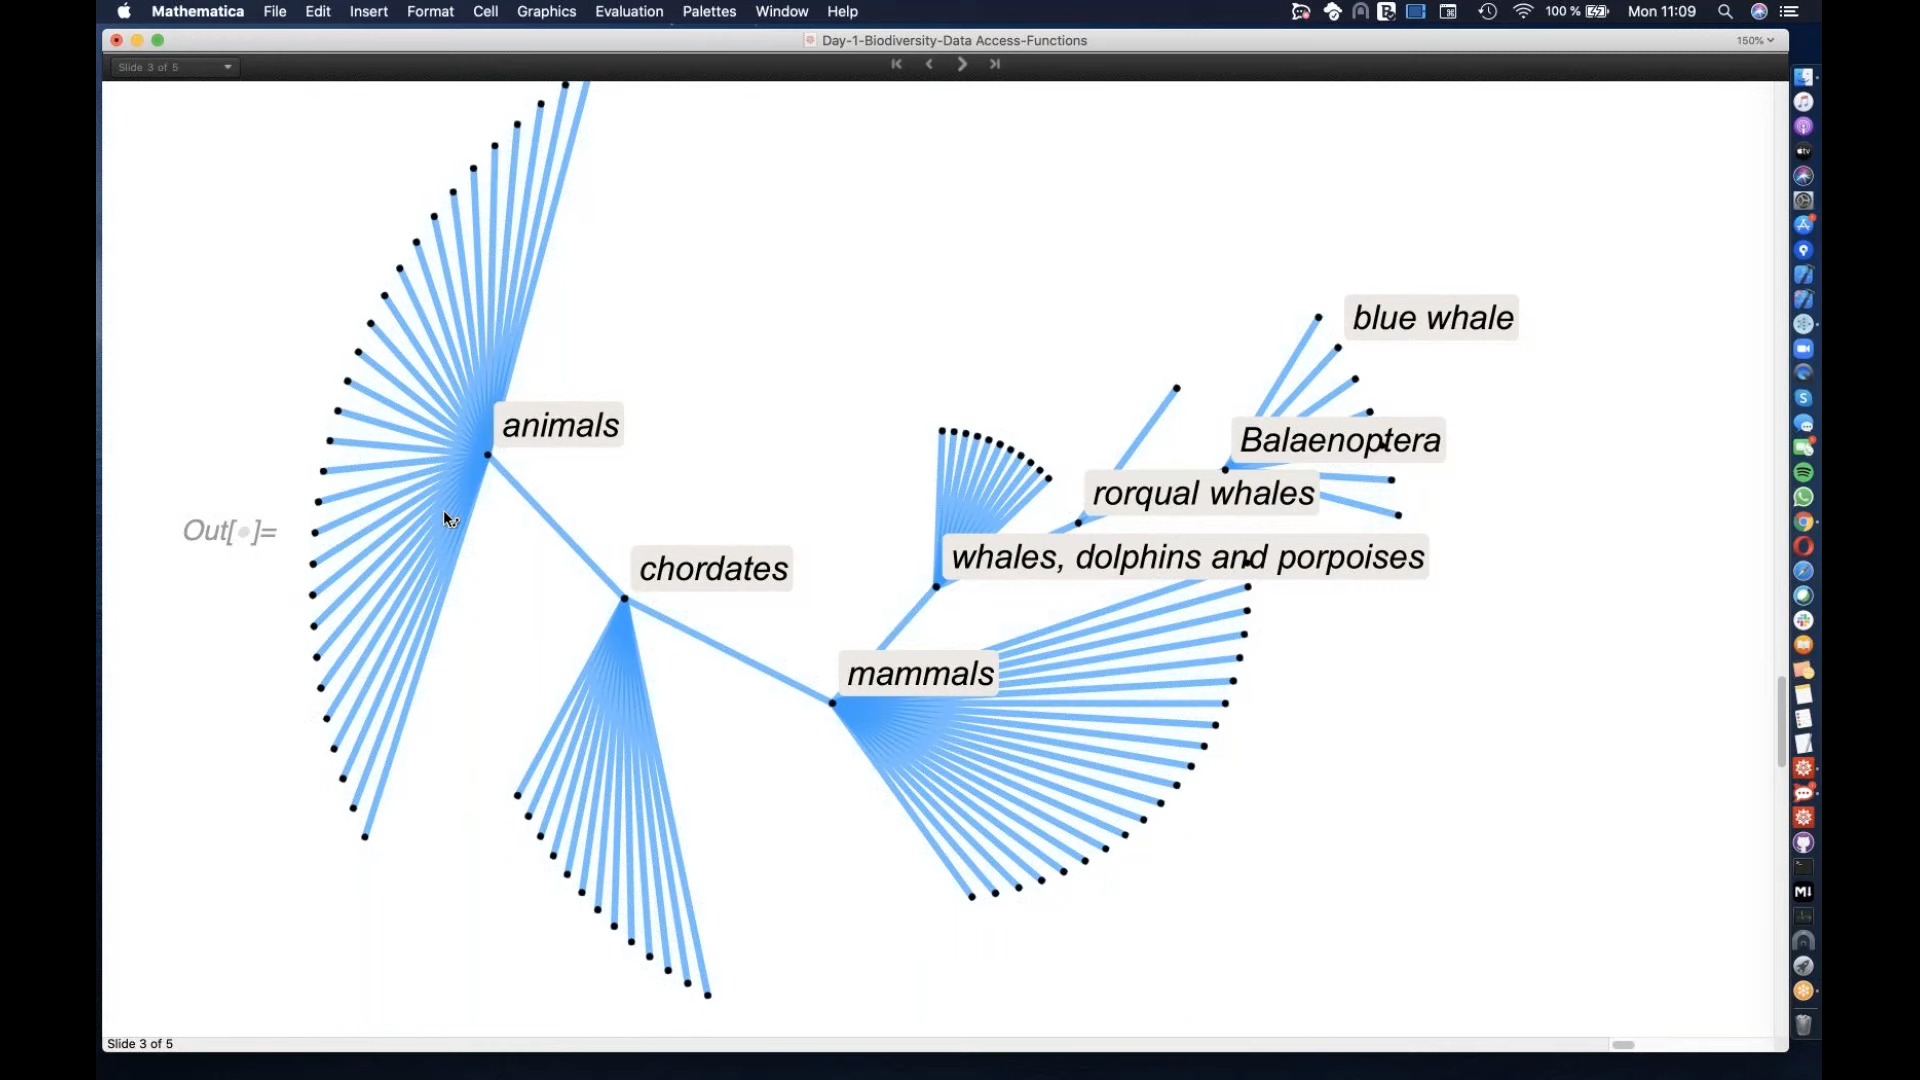 Mathematica File Edit Insert Format Cell Graphics Evaluation Palettes Window Help 100 % Mon 11:09
Day-1-Biodiversity-Data Access-Functions 150%
Slide 3 of 5
blue whale
animals
Balaenoptera
rorqual whales
Out[ ]=
whales, dolphins and porpoises
chordates
mammals
Slide 3 of 5